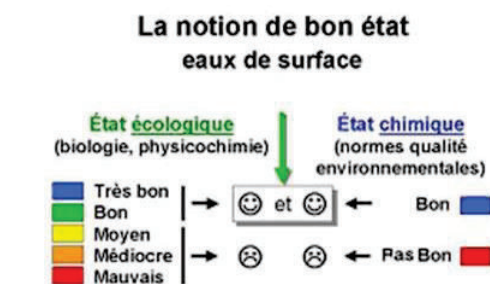 La notion de bon état
eaux de surface
État écologique
(biologie, physicochimie)
État chimique
(normes qualité
environnementales)
Très bon
Bon
Moyen
Médiocre
Mauvais
et
Bon
Pas Bon